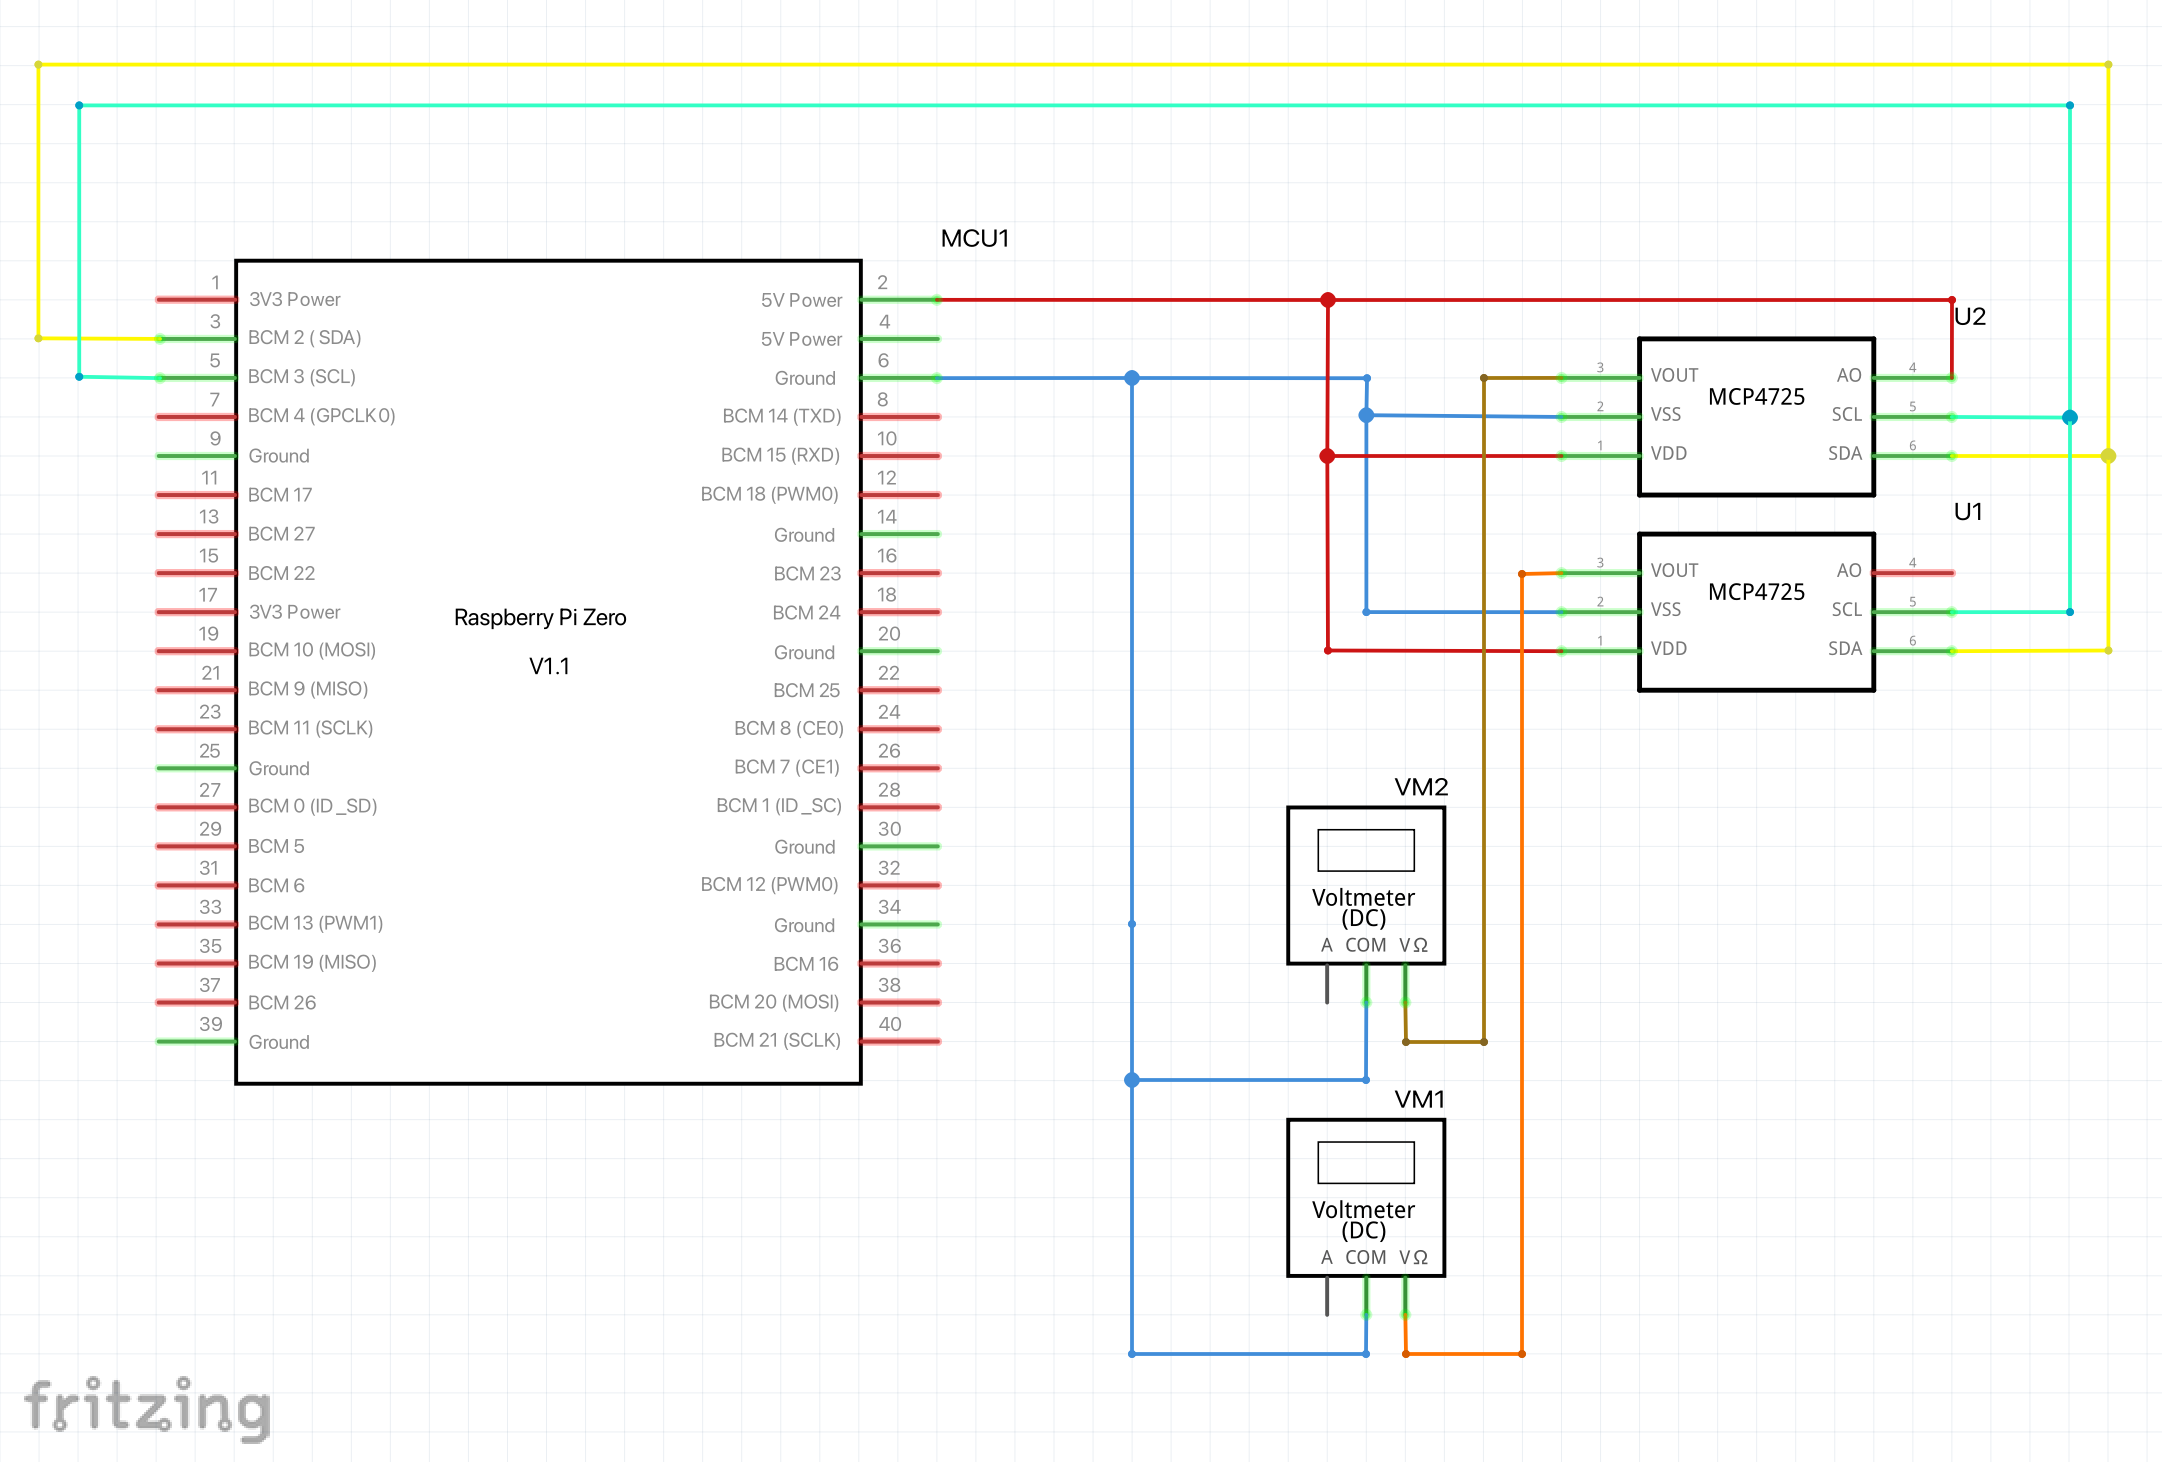 MCU1
1
3V3 Power
3
BCM 2 ( SDA)
5
BCM 3 (SCL)
7
BCM 4 (GPCLK0)
9
Ground
11
BCM 17
13
BCM 27
15
BCM 22
17
3V3 Power
19
BCM 10 (MOSI)
21
BCM 9 (MISO)
23
BCM 11 (SCLK)
25
Ground
27
BCM 0 (ID_SD)
29
BCM 5
31
BCM 6
33
BCM 13 (PWM1)
35
BCM 19 (MISO)
37
BCM 26
39
Ground
Raspberry Pi Zero
V1.1
2
5V Power
4
5V Power
6
Ground
8
BCM 14 (TXD)
10
BCM 15 (RXD)
12
BCM 18 (PWM0)
14
Ground
16
BCM 23
18
BCM 24
20
Ground
22
BCM 25
24
BCM 8 (CE0)
26
BCM 7 (CE1)
28
BCM 1 (ID_SC)
30
Ground
32
BCM 12 (PWM0)
34
Ground
36
BCM 16
38
BCM 20 (MOSI)
40
BCM 21 (SCLK)
U2
3 VOUT AO 4
MCP4725
2 VSS SCL 5
1 VDD SDA 6
U1
3 VOUT AO 4
MCP4725
2 VSS SCL 5
1 VDD SDA 6
VM2
Voltmeter
(DC)
A COM VΩ
VM1
Voltmeter
(DC)
A COM VΩ
fritzing